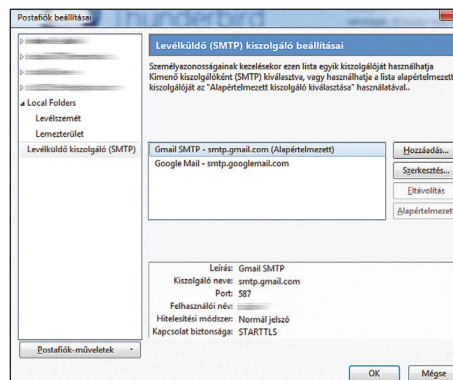 Postafiók beállításai
Thunderbird
Local Folders
Levélszemét
Lemezterület
Levélküldő kiszolgáló (SMTP)
Postafiók-műveletek
Levélküldő (SMTP) kiszolgáló beállításai
Személyazonosságainak kezelésekor ezen lista egyik kiszolgálóját használhatja
Kimenő kiszolgálóként (SMTP) kiválasztva, vagy használhatja a lista alapértelmezett
kiszolgálóját az "Alapértelmezett kiszolgáló kiválasztása" használatával..
Gmail SMTP - smtp.gmail.com (Alapértelmezett)
Google Mail - smtp.googlemail.com
Hozzáadás...
Szerkesztés...
Eltávolítás
Alapértelmezett
Leírás: Gmail SMTP
Kiszolgáló neve: smtp.gmail.com
Port: 587
Felhasználói név:
Hitelesítési módszer: Normál jelszó
Kapcsolat biztonsága: STARTTLS
OK
Mégse